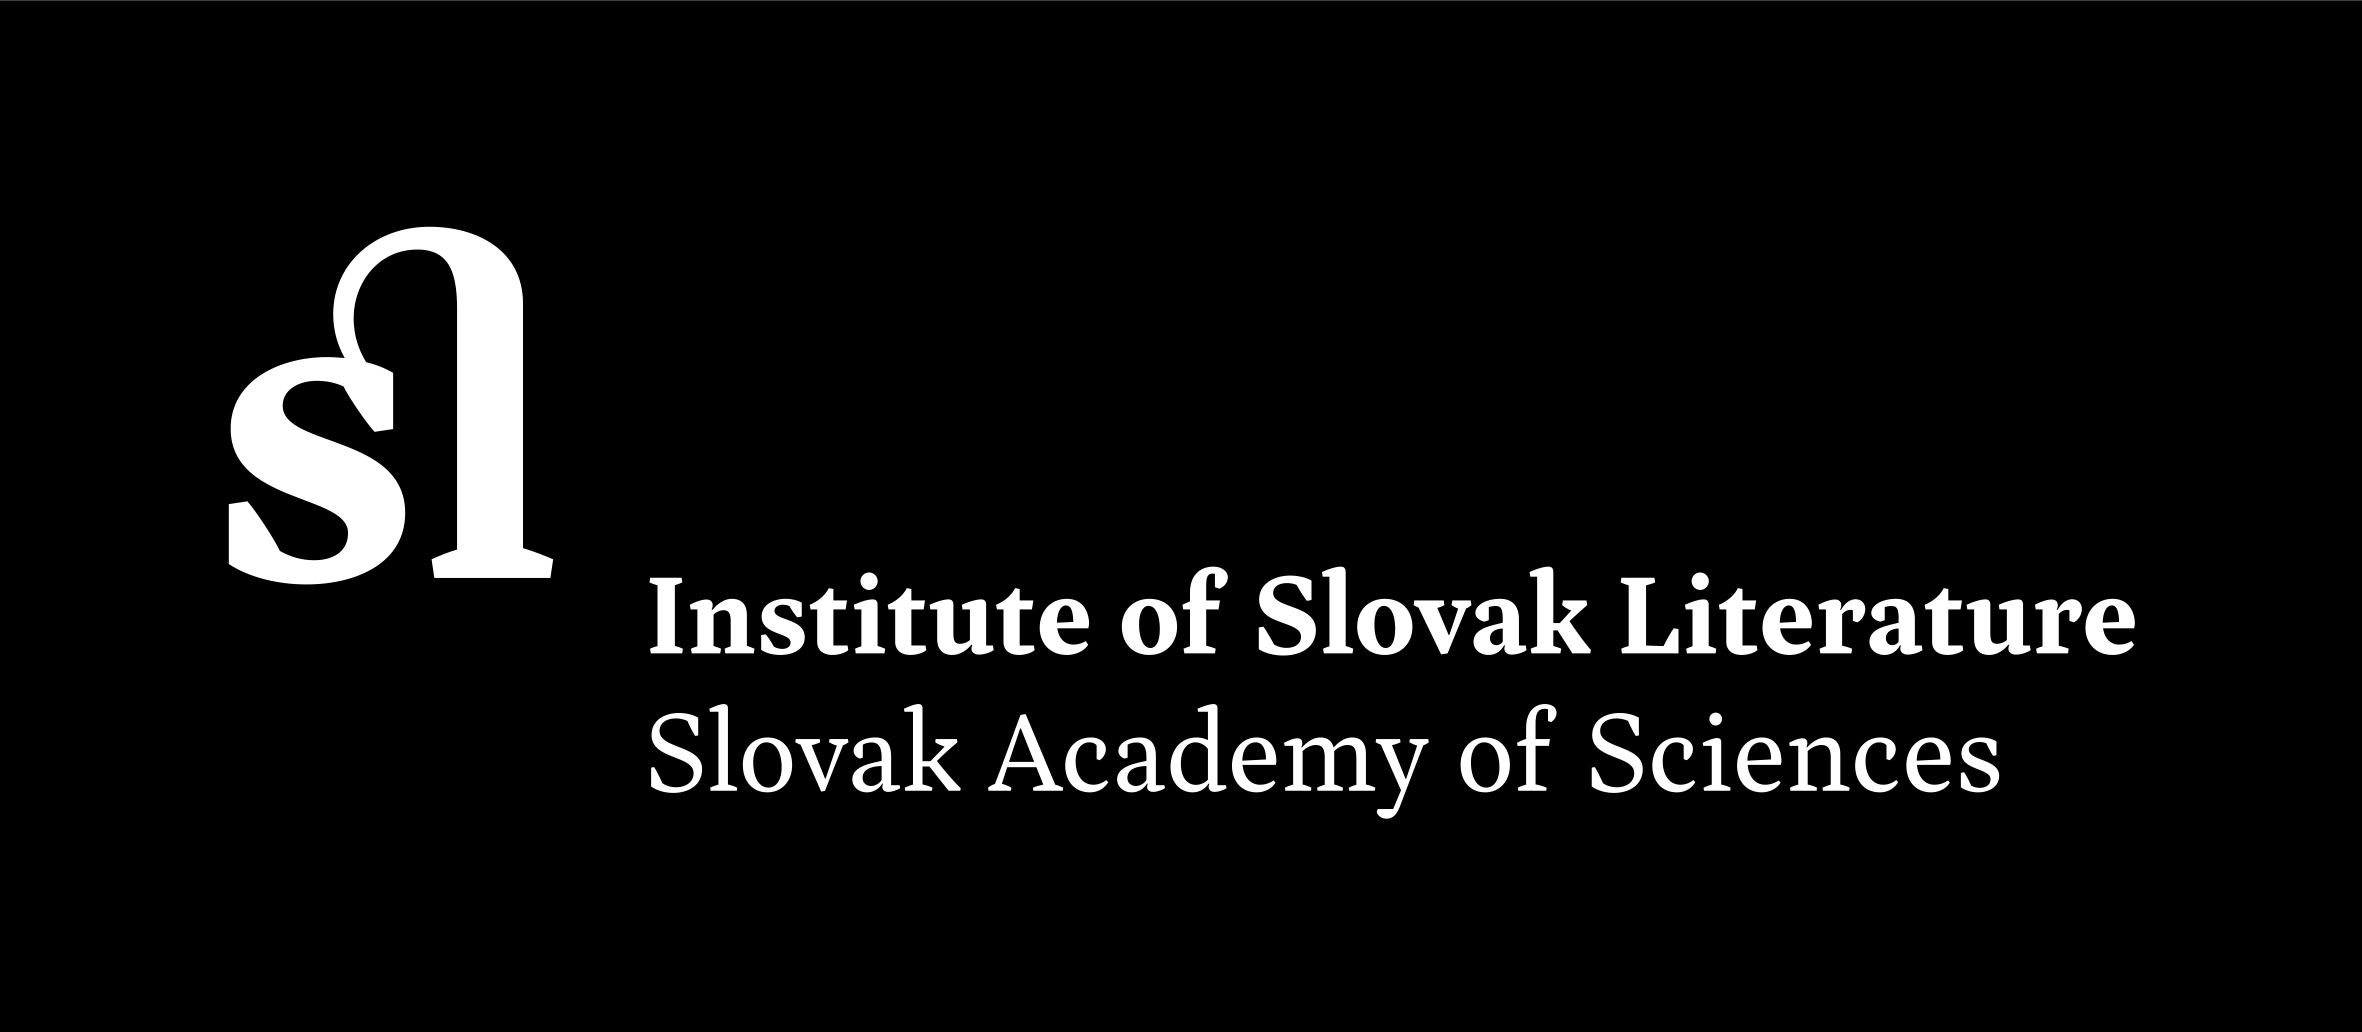 sl
Institute of Slovak Literature
Slovak Academy of Sciences